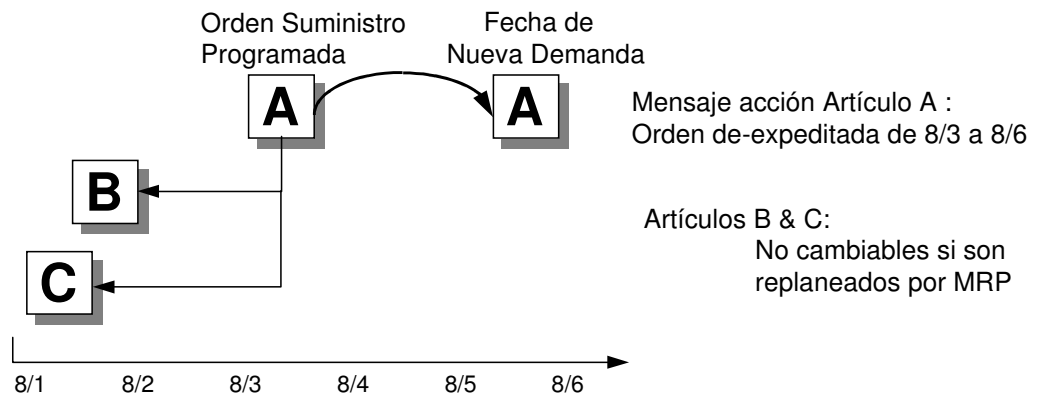 Orden Suministro
Programada
Fecha de
Nueva Demanda
A
A
Mensaje acción Artículo A :
Orden de-expeditada de 8/3 a 8/6
B
Artículos B & C:
No cambiables si son
replaneados por MRP
C
8/1 8/2 8/3 8/4 8/5 8/6